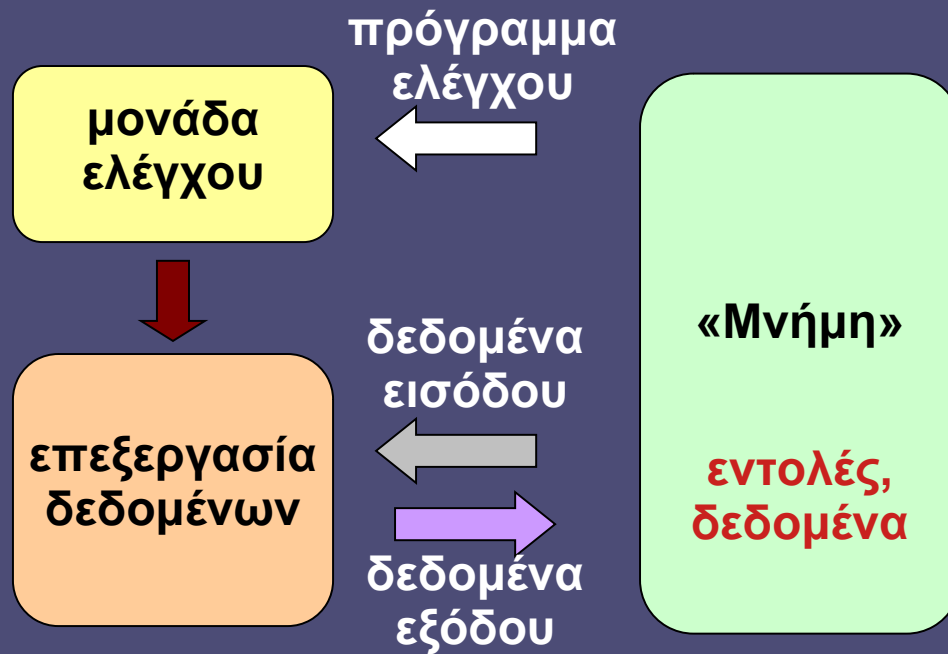 πρόγραμμα
ελέγχου
μονάδα
ελέγχου
«Μνήμη»
εντολές,
δεδομένα
δεδομένα
εισόδου
επεξεργασία
δεδομένων
δεδομένα
εξόδου